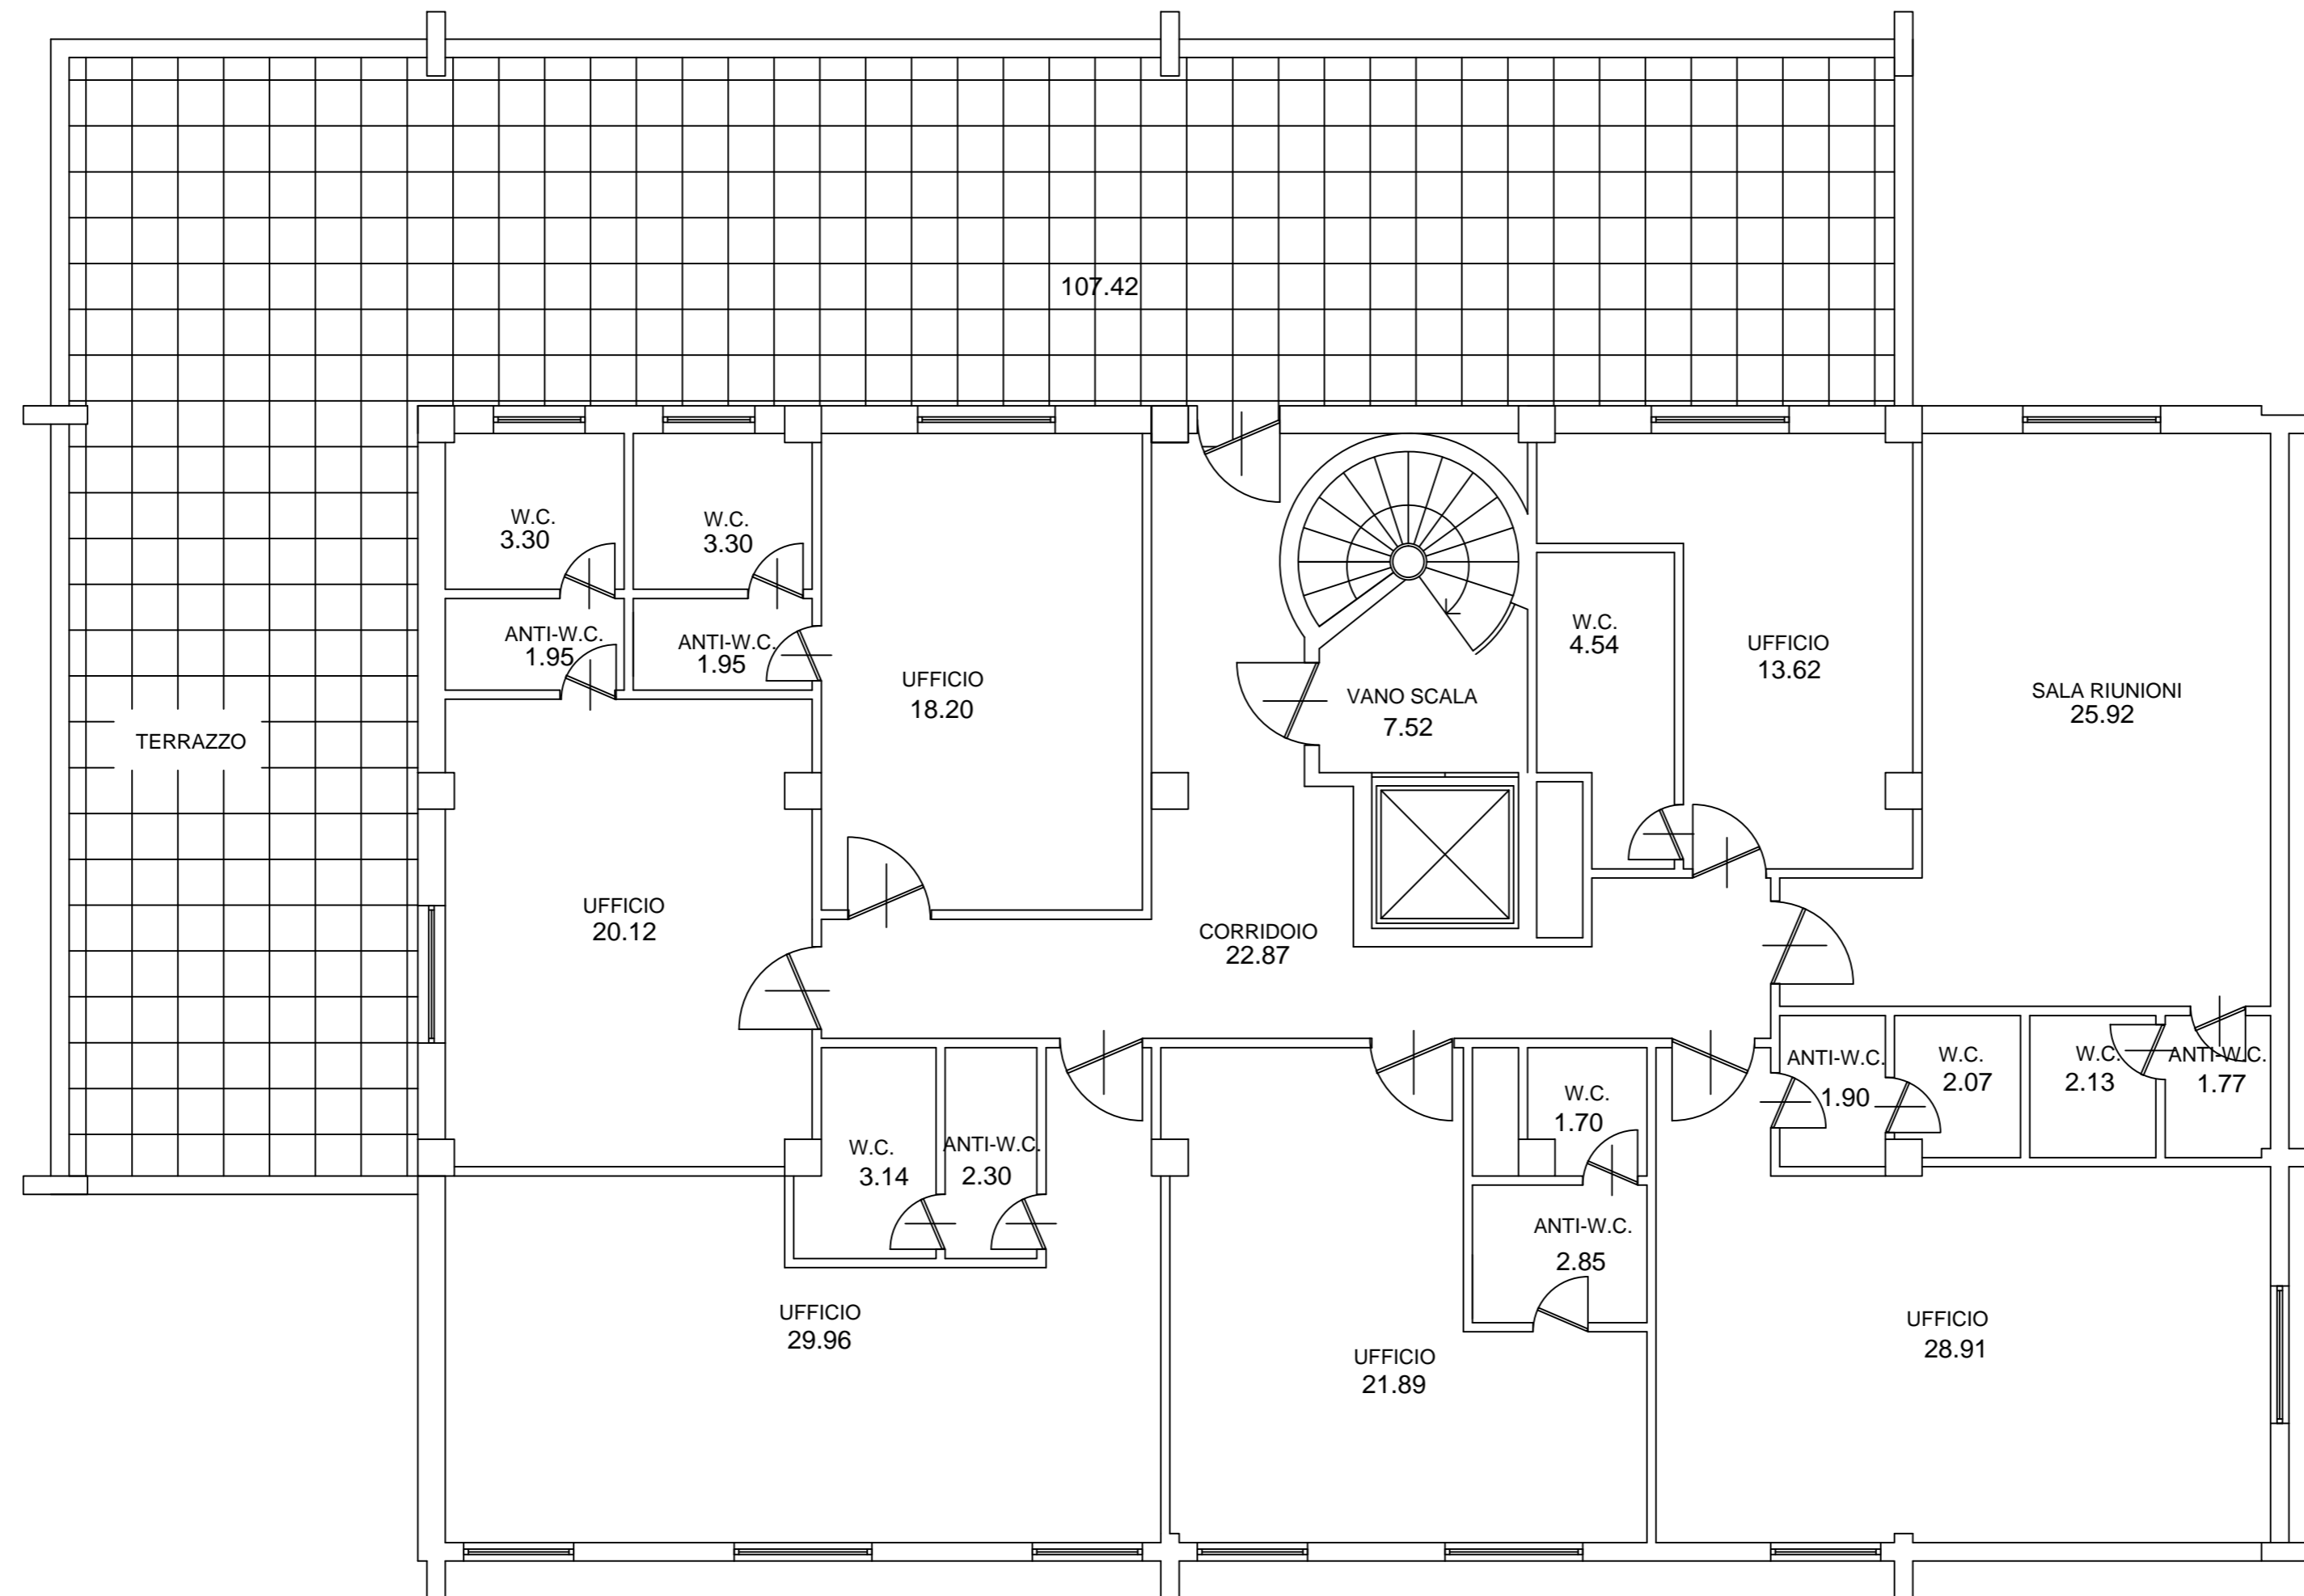 107.42
W.C.
3.30
W.C.
3.30
ANTI-W.C.
1.95
ANTI-W.C.
1.95
UFFICIO
18.20
VANO SCALA
7.52
W.C.
4.54
UFFICIO
13.62
SALA RIUNIONI
25.92
TERRAZZO
UFFICIO
20.12
CORRIDOIO
22.87
W.C.
3.14
ANTI-W.C.
2.30
W.C.
1.70
ANTI-W.C.
1.90
W.C.
2.07
W.C.
2.13
ANTI-W.C.
1.77
ANTI-W.C.
2.85
UFFICIO
29.96
UFFICIO
21.89
UFFICIO
28.91